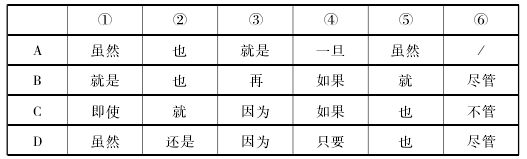 ① ② ③ ④ ⑤ ⑥
A 虽然 也 就是 一旦 虽然 /
B 就是 也 再 如果 就 尽管
C 即使 就 因为 如果 也 不管
D 虽然 还是 因为 只要 也 尽管